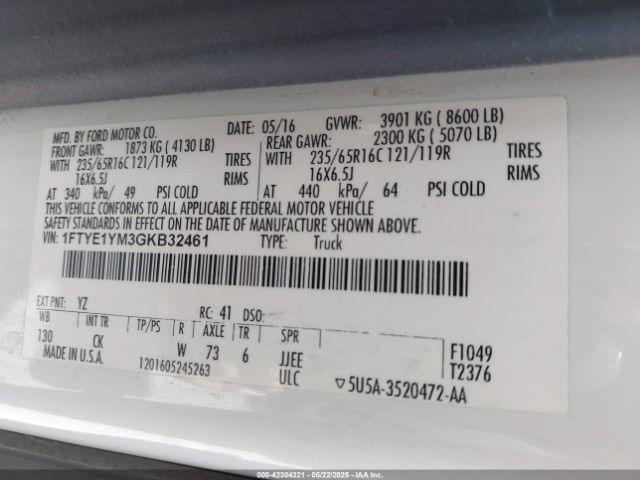 MFD. BY FORD MOTOR CO. DATE: 05/16 GVWR: 3901 KG ( 8600 LB)
FRONT GAWR: 1873 KG ( 4130 LB) REAR GAWR: 2300 KG ( 5070 LB)
WITH 235/65R16C 121/119R TIRES WITH 235/65R16C 121/119R TIRES
16X6.5J RIMS 16X6.5J RIMS
AT 340 kPa/ 49 PSI COLD AT 440 kPa/ 64 PSI COLD
THIS VEHICLE CONFORMS TO ALL APPLICABLE FEDERAL MOTOR VEHICLE
SAFETY STANDARDS IN EFFECT ON THE DATE OF MANUFACTURE SHOWN ABOVE.
VIN: 1FTYE1YM3GKB32461 TYPE: Truck
EXT PNT: YZ RC: 41 DSO:
WB INT TR TP/PS R AXLE TR SPR
130 CK W 73 6 JJEE F1049
MADE IN U.S.A. 1201605245263 ULC T2376
▽5U5A-3520472-AA
IAA - 42304321 - 05/22/2025 - IAAI.COM